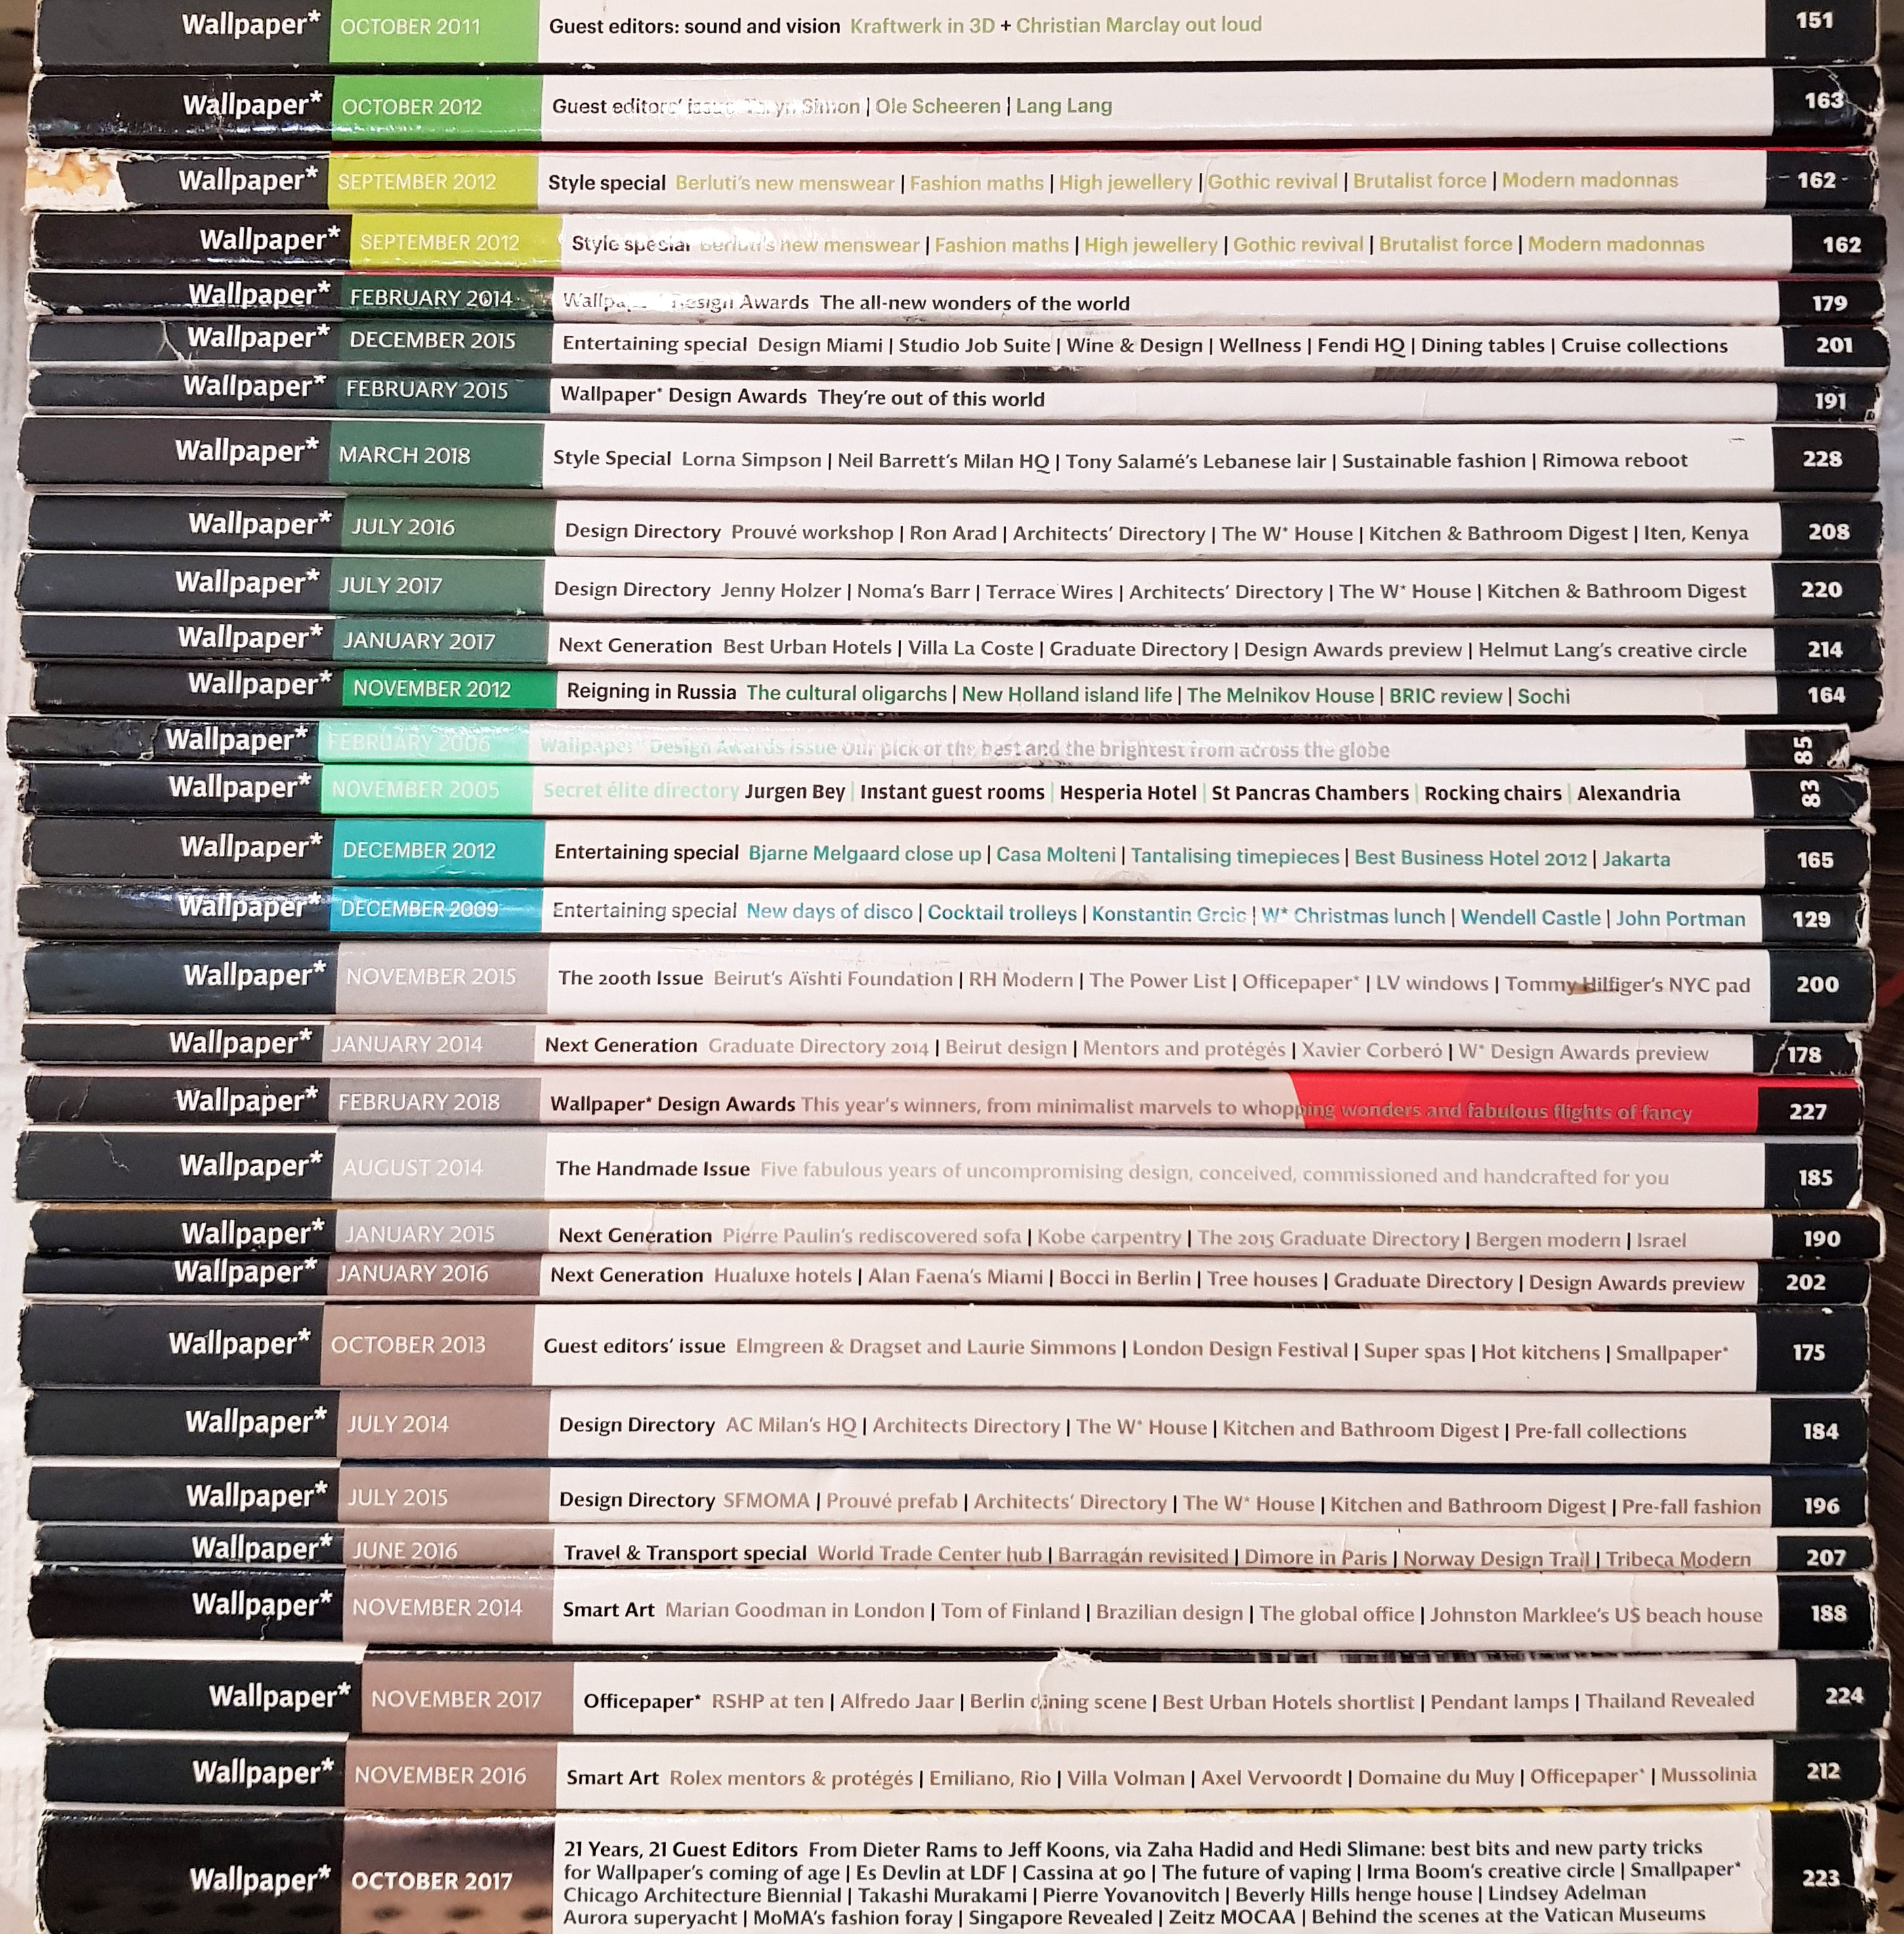 Wallpaper* OCTOBER 2011 Guest editors: sound and vision Kraftwerk in 3D + Christian Marclay out loud 151
Wallpaper* OCTOBER 2012 Guest editors' issue Taryn Simon | Ole Scheeren | Lang Lang 163
Wallpaper* SEPTEMBER 2012 Style special Berluti's new menswear | Fashion maths | High jewellery | Gothic revival | Brutalist force | Modern madonnas 162
Wallpaper* SEPTEMBER 2012 Style special Berluti's new menswear | Fashion maths | High jewellery | Gothic revival | Brutalist force | Modern madonnas 162
Wallpaper* FEBRUARY 2014 Wallpaper* Design Awards The all-new wonders of the world 179
Wallpaper* DECEMBER 2015 Entertaining special Design Miami | Studio Job Suite | Wine & Design | Wellness | Fendi HQ | Dining tables | Cruise collections 201
Wallpaper* FEBRUARY 2015 Wallpaper* Design Awards They're out of this world 191
Wallpaper* MARCH 2018 Style Special Lorna Simpson | Neil Barrett's Milan HQ | Tony Salamé's Lebanese lair | Sustainable fashion | Rimowa reboot 228
Wallpaper* JULY 2016 Design Directory Prouvé workshop | Ron Arad | Architects' Directory | The W* House | Kitchen & Bathroom Digest | Iten, Kenya 208
Wallpaper* JULY 2017 Design Directory Jenny Holzer | Noma's Barr | Terrace Wires | Architects' Directory | The W* House | Kitchen & Bathroom Digest 220
Wallpaper* JANUARY 2017 Next Generation Best Urban Hotels | Villa La Coste | Graduate Directory | Design Awards preview | Helmut Lang's creative circle 214
Wallpaper* NOVEMBER 2012 Reigning in Russia The cultural oligarchs | New Holland island life | The Melnikov House | BRIC review | Sochi 164
Wallpaper* FEBRUARY 2006 Wallpaper* Design Awards issue Our pick of the best and the brightest from across the globe 85
Wallpaper* NOVEMBER 2005 Secret élite directory Jurgen Bey | Instant guest rooms | Hesperia Hotel | St Pancras Chambers | Rocking chairs | Alexandria 83
Wallpaper* DECEMBER 2012 Entertaining special Bjarne Melgaard close up | Casa Molteni | Tantalising timepieces | Best Business Hotel 2012 | Jakarta 165
Wallpaper* DECEMBER 2009 Entertaining special New days of disco | Cocktail trolleys | Konstantin Grcic | W* Christmas lunch | Wendell Castle | John Portman 129
Wallpaper* NOVEMBER 2015 The 200th Issue Beirut's Aïshti Foundation | RH Modern | The Power List | Officepaper* | LV windows | Tommy Hilfiger's NYC pad 200
Wallpaper* JANUARY 2014 Next Generation Graduate Directory 2014 | Beirut design | Mentors and protégés | Xavier Corberó | W* Design Awards preview 178
Wallpaper* FEBRUARY 2018 Wallpaper* Design Awards This year's winners, from minimalist marvels to whopping wonders and fabulous flights of fancy 227
Wallpaper* AUGUST 2014 The Handmade Issue Five fabulous years of uncompromising design, conceived, commissioned and handcrafted for you 185
Wallpaper* JANUARY 2015 Next Generation Pierre Paulin's rediscovered sofa | Kobe carpentry | The 2015 Graduate Directory | Bergen modern | Israel 190
Wallpaper* JANUARY 2016 Next Generation Hualuxe hotels | Alan Faena's Miami | Bocci in Berlin | Tree houses | Graduate Directory | Design Awards preview 202
Wallpaper* OCTOBER 2013 Guest editors' issue Elmgreen & Dragset and Laurie Simmons | London Design Festival | Super spas | Hot kitchens | Smallpaper* 175
Wallpaper* JULY 2014 Design Directory AC Milan's HQ | Architects Directory | The W* House | Kitchen and Bathroom Digest | Pre-fall collections 184
Wallpaper* JULY 2015 Design Directory SFMOMA | Prouvé prefab | Architects' Directory | The W* House | Kitchen and Bathroom Digest | Pre-fall fashion 196
Wallpaper* JUNE 2016 Travel & Transport special World Trade Center hub | Barragán revisited | Dimore in Paris | Norway Design Trail | Tribeca Modern 207
Wallpaper* NOVEMBER 2014 Smart Art Marian Goodman in London | Tom of Finland | Brazilian design | The global office | Johnston Marklee's US beach house 188
Wallpaper* NOVEMBER 2017 Officepaper* RSHP at ten | Alfredo Jaar | Berlin dining scene | Best Urban Hotels shortlist | Pendant lamps | Thailand Revealed 224
Wallpaper* NOVEMBER 2016 Smart Art Rolex mentors & protégés | Emiliano, Rio | Villa Volman | Axel Vervoordt | Domaine du Muy | Officepaper* | Mussolinia 212
21 Years, 21 Guest Editors From Dieter Rams to Jeff Koons, via Zaha Hadid and Hedi Slimane: best bits and new party tricks
Wallpaper* OCTOBER 2017 for Wallpaper's coming of age | Es Devlin at LDF | Cassina at 90 | The future of vaping | Irma Boom's creative circle | Smallpaper* 223
Chicago Architecture Biennial | Takashi Murakami | Pierre Yovanovitch | Beverly Hills henge house | Lindsey Adelman
Aurora superyacht | MoMA's fashion foray | Singapore Revealed | Zeitz MOCAA | Behind the scenes at the Vatican Museums